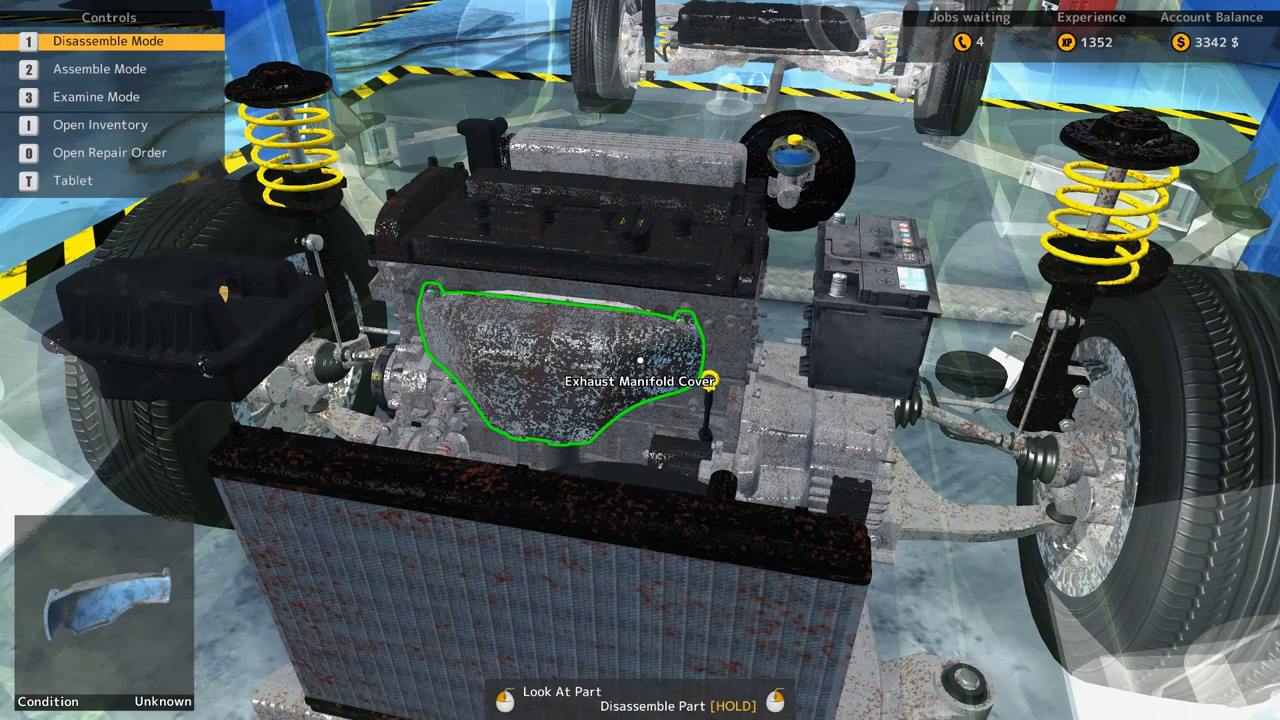 Controls
1 Disassemble Mode
2 Assemble Mode
3 Examine Mode
I Open Inventory
O Open Repair Order
T Tablet
Jobs waiting
4
Experience
XP 1352
Account Balance
$ 3342 $
Exhaust Manifold Cover
Condition Unknown
Look At Part
Disassemble Part [HOLD]